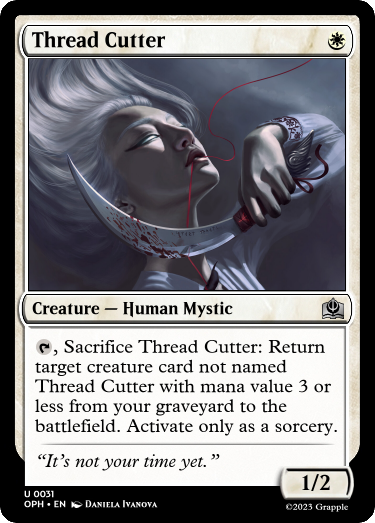 Thread Cutter
Creature — Human Mystic
, Sacrifice Thread Cutter: Return
target creature card not named
Thread Cutter with mana value 3 or
less from your graveyard to the
battlefield. Activate only as a sorcery.
“It’s not your time yet.”
1/2
U 0031
OPH • EN Daniela Ivanova
©2023 Grapple